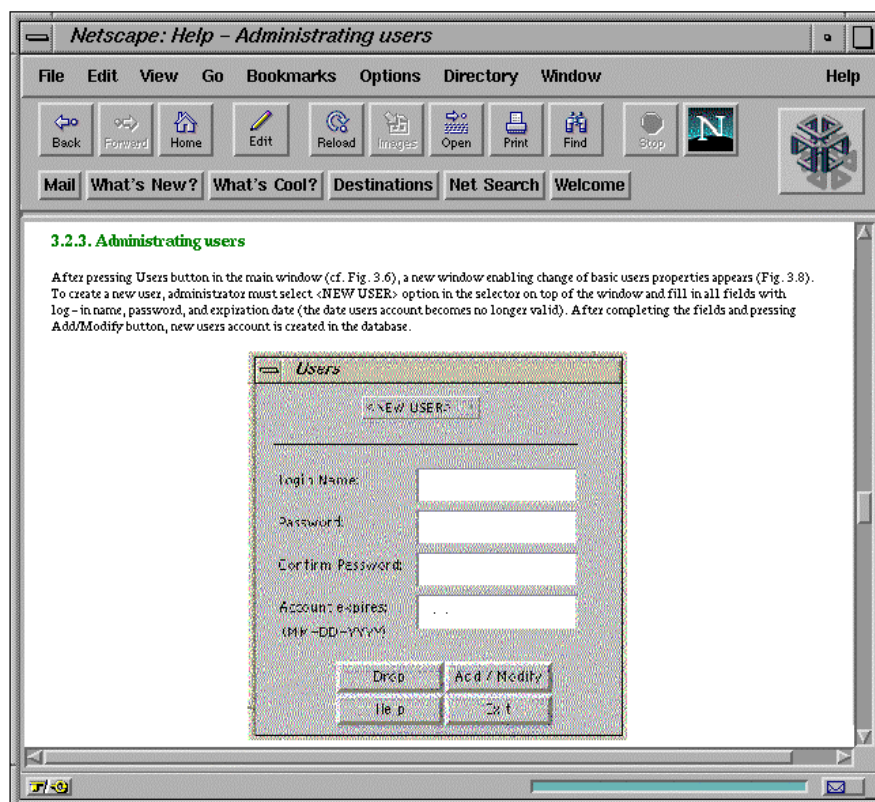 Netscape: Help – Administrating users
File Edit View Go Bookmarks Options Directory Window Help
Back Forward Home Edit Reload Images Open Print Find Stop N
Mail What's New? What's Cool? Destinations Net Search Welcome
3.2.3. Administrating users
After pressing Users button in the main window (cf. Fig. 3.6), a new window enabling change of basic users properties appears (Fig. 3.8).
To create a new user, administrator must select <NEW USER> option in the selector on top of the window and fill in all fields with
log–in name, password, and expiration date (the date users account becomes no longer valid). After completing the fields and pressing
Add/Modify button, new users account is created in the database.
Users
<NEW USER>
Login Name:
Password:
Confirm Password:
Account expires:
(MM–DD–YYYY)
Drop Add / Modify
Help Exit